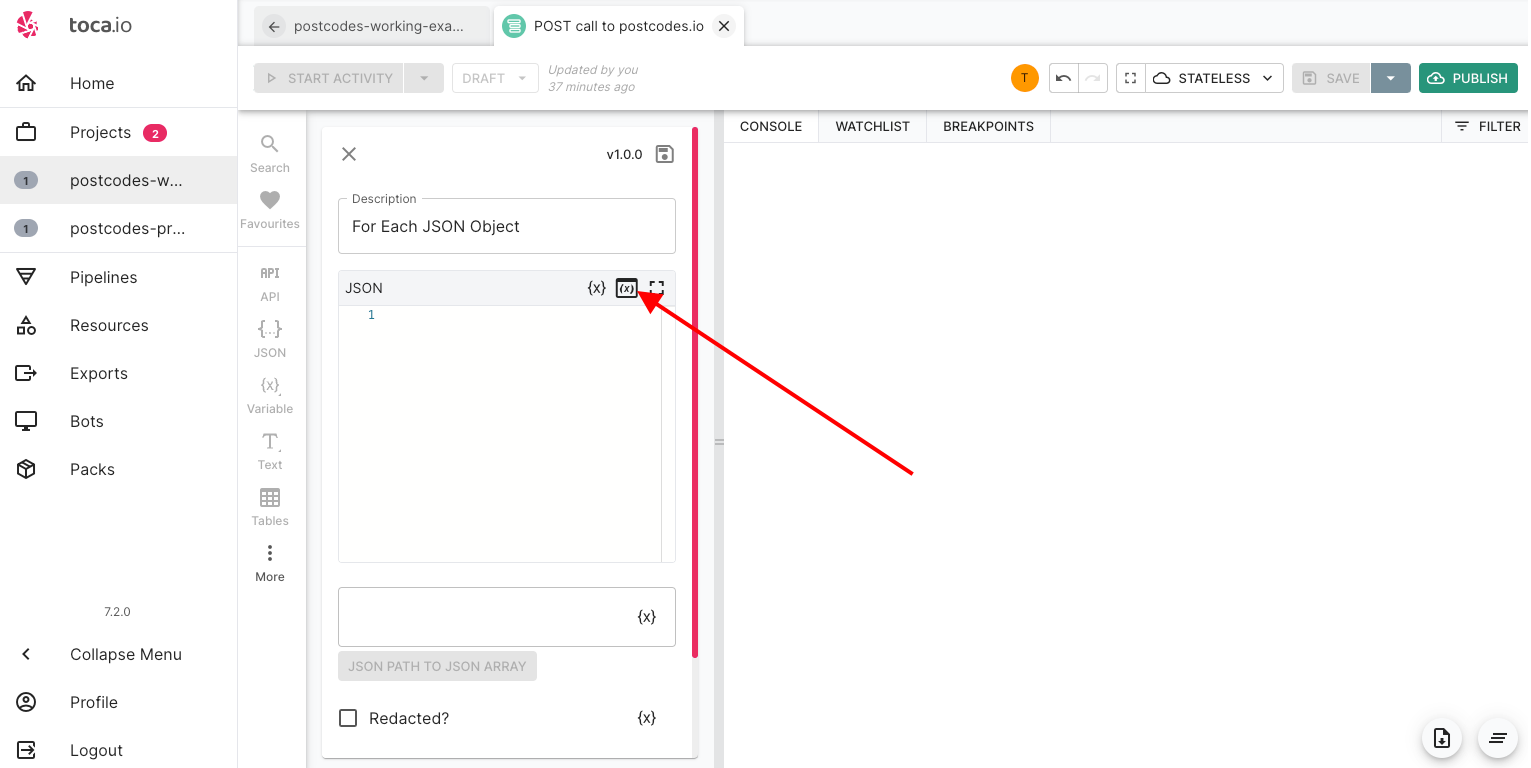 toca.io
Home
Projects 2
1 postcodes-w...
1 postcodes-pr...
Pipelines
Resources
Exports
Bots
Packs
7.2.0
Collapse Menu
Profile
Logout
postcodes-working-exa...
POST call to postcodes.io
START ACTIVITY
DRAFT
Updated by you
37 minutes ago
T
STATELESS
SAVE
PUBLISH
Search
Favourites
API
API
{...}
JSON
{x}
Variable
T
Text
Tables
More
v1.0.0
Description
For Each JSON Object
JSON {x} (x)
1
{x}
JSON PATH TO JSON ARRAY
Redacted? {x}
CONSOLE
WATCHLIST
BREAKPOINTS
FILTER